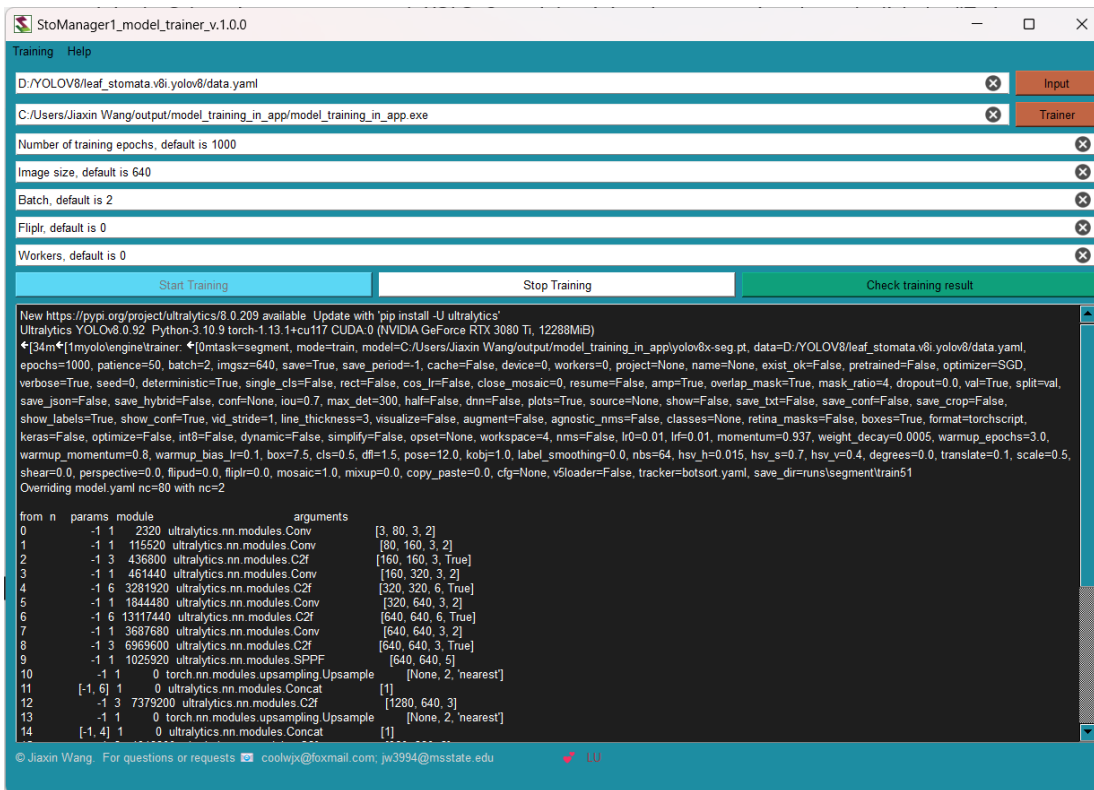 StoManager1_model_trainer_v.1.0.0
Training Help
D:/YOLOV8/leaf_stomata.v8i.yolov8/data.yaml
Input
C:/Users/Jiaxin Wang/output/model_training_in_app/model_training_in_app.exe
Trainer
Number of training epochs, default is 1000
Image size, default is 640
Batch, default is 2
Fliplr, default is 0
Workers, default is 0
Start Training Stop Training Check training result
New https://pypi.org/project/ultralytics/8.0.209 available Update with 'pip install -U ultralytics'
Ultralytics YOLOv8.0.92 Python-3.10.9 torch-1.13.1+cu117 CUDA:0 (NVIDIA GeForce RTX 3080 Ti, 12288MiB)
←[34m←[1myolo\engine\trainer: ←[0mtask=segment, mode=train, model=C:/Users/Jiaxin Wang/output/model_training_in_app\yolov8x-seg.pt, data=D:/YOLOV8/leaf_stomata.v8i.yolov8/data.yaml,
epochs=1000, patience=50, batch=2, imgsz=640, save=True, save_period=-1, cache=False, device=0, workers=0, project=None, name=None, exist_ok=False, pretrained=False, optimizer=SGD,
verbose=True, seed=0, deterministic=True, single_cls=False, rect=False, cos_lr=False, close_mosaic=0, resume=False, amp=True, overlap_mask=True, mask_ratio=4, dropout=0.0, val=True, split=val,
save_json=False, save_hybrid=False, conf=None, iou=0.7, max_det=300, half=False, dnn=False, plots=True, source=None, show=False, save_txt=False, save_conf=False, save_crop=False,
show_labels=True, show_conf=True, vid_stride=1, line_thickness=3, visualize=False, augment=False, agnostic_nms=False, classes=None, retina_masks=False, boxes=True, format=torchscript,
keras=False, optimize=False, int8=False, dynamic=False, simplify=False, opset=None, workspace=4, nms=False, lr0=0.01, lrf=0.01, momentum=0.937, weight_decay=0.0005, warmup_epochs=3.0,
warmup_momentum=0.8, warmup_bias_lr=0.1, box=7.5, cls=0.5, dfl=1.5, pose=12.0, kobj=1.0, label_smoothing=0.0, nbs=64, hsv_h=0.015, hsv_s=0.7, hsv_v=0.4, degrees=0.0, translate=0.1, scale=0.5,
shear=0.0, perspective=0.0, flipud=0.0, fliplr=0.0, mosaic=1.0, mixup=0.0, copy_paste=0.0, cfg=None, v5loader=False, tracker=botsort.yaml, save_dir=runs\segment\train51
Overriding model.yaml nc=80 with nc=2
from n params module arguments
0 -1 1 2320 ultralytics.nn.modules.Conv [3, 80, 3, 2]
1 -1 1 115520 ultralytics.nn.modules.Conv [80, 160, 3, 2]
2 -1 3 436800 ultralytics.nn.modules.C2f [160, 160, 3, True]
3 -1 1 461440 ultralytics.nn.modules.Conv [160, 320, 3, 2]
4 -1 6 3281920 ultralytics.nn.modules.C2f [320, 320, 6, True]
5 -1 1 1844480 ultralytics.nn.modules.Conv [320, 640, 3, 2]
6 -1 6 13117440 ultralytics.nn.modules.C2f [640, 640, 6, True]
7 -1 1 3687680 ultralytics.nn.modules.Conv [640, 640, 3, 2]
8 -1 3 6969600 ultralytics.nn.modules.C2f [640, 640, 3, True]
9 -1 1 1025920 ultralytics.nn.modules.SPPF [640, 640, 5]
10 -1 1 0 torch.nn.modules.upsampling.Upsample [None, 2, 'nearest']
11 [-1, 6] 1 0 ultralytics.nn.modules.Concat [1]
12 -1 3 7379200 ultralytics.nn.modules.C2f [1280, 640, 3]
13 -1 1 0 torch.nn.modules.upsampling.Upsample [None, 2, 'nearest']
14 [-1, 4] 1 0 ultralytics.nn.modules.Concat [1]
© Jiaxin Wang. For questions or requests 📧 coolwjx@foxmail.com; jw3994@msstate.edu LU